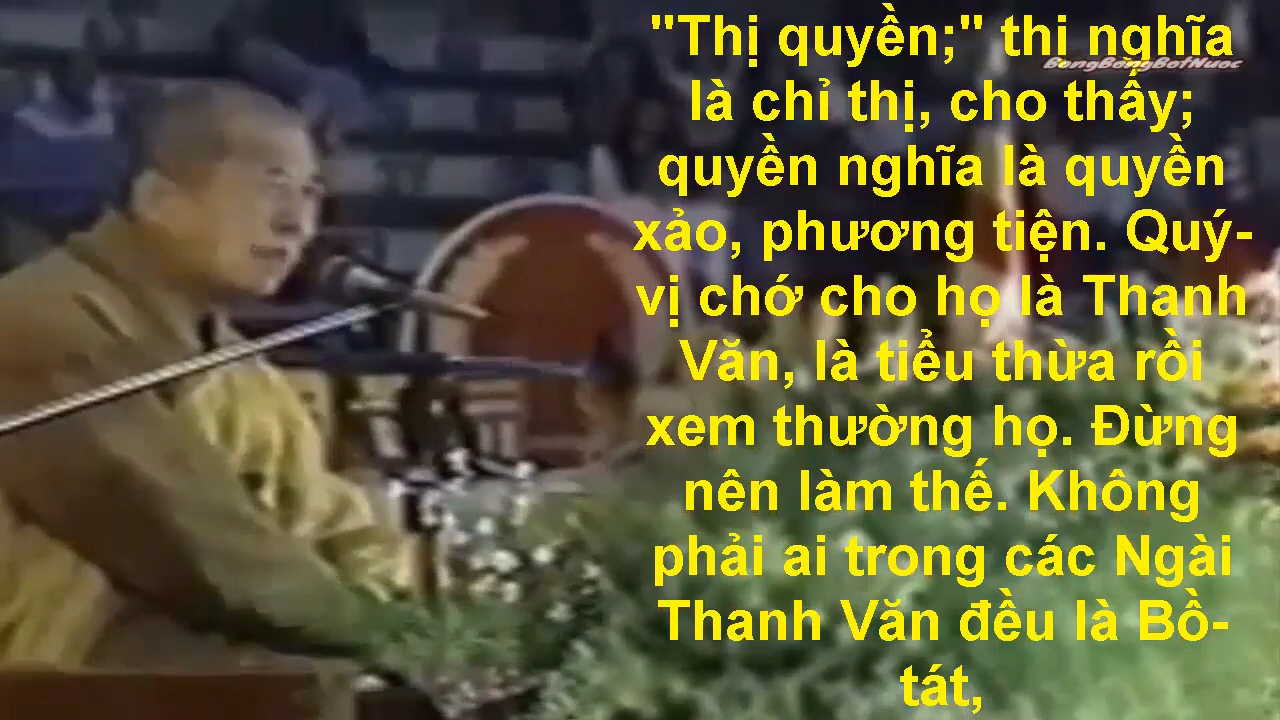 "Thị quyền;" thi nghĩa
BongBongBotNuoc
là chỉ thị, cho thấy;
quyền nghĩa là quyền
xảo, phương tiện. Quý-
vị chớ cho họ là Thanh
Văn, là tiểu thừa rồi
xem thường họ. Đừng
nên làm thế. Không
phải ai trong các Ngài
Thanh Văn đều là Bồ-
tát,